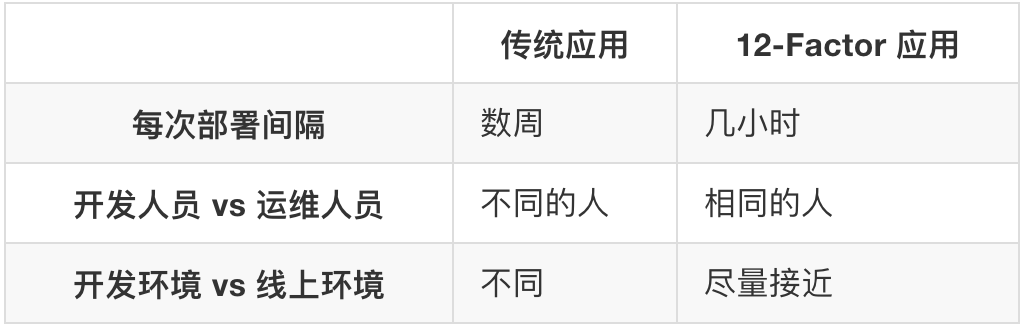 传统应用 12-Factor 应用
每次部署间隔 数周 几小时
开发人员 vs 运维人员 不同的人 相同的人
开发环境 vs 线上环境 不同 尽量接近